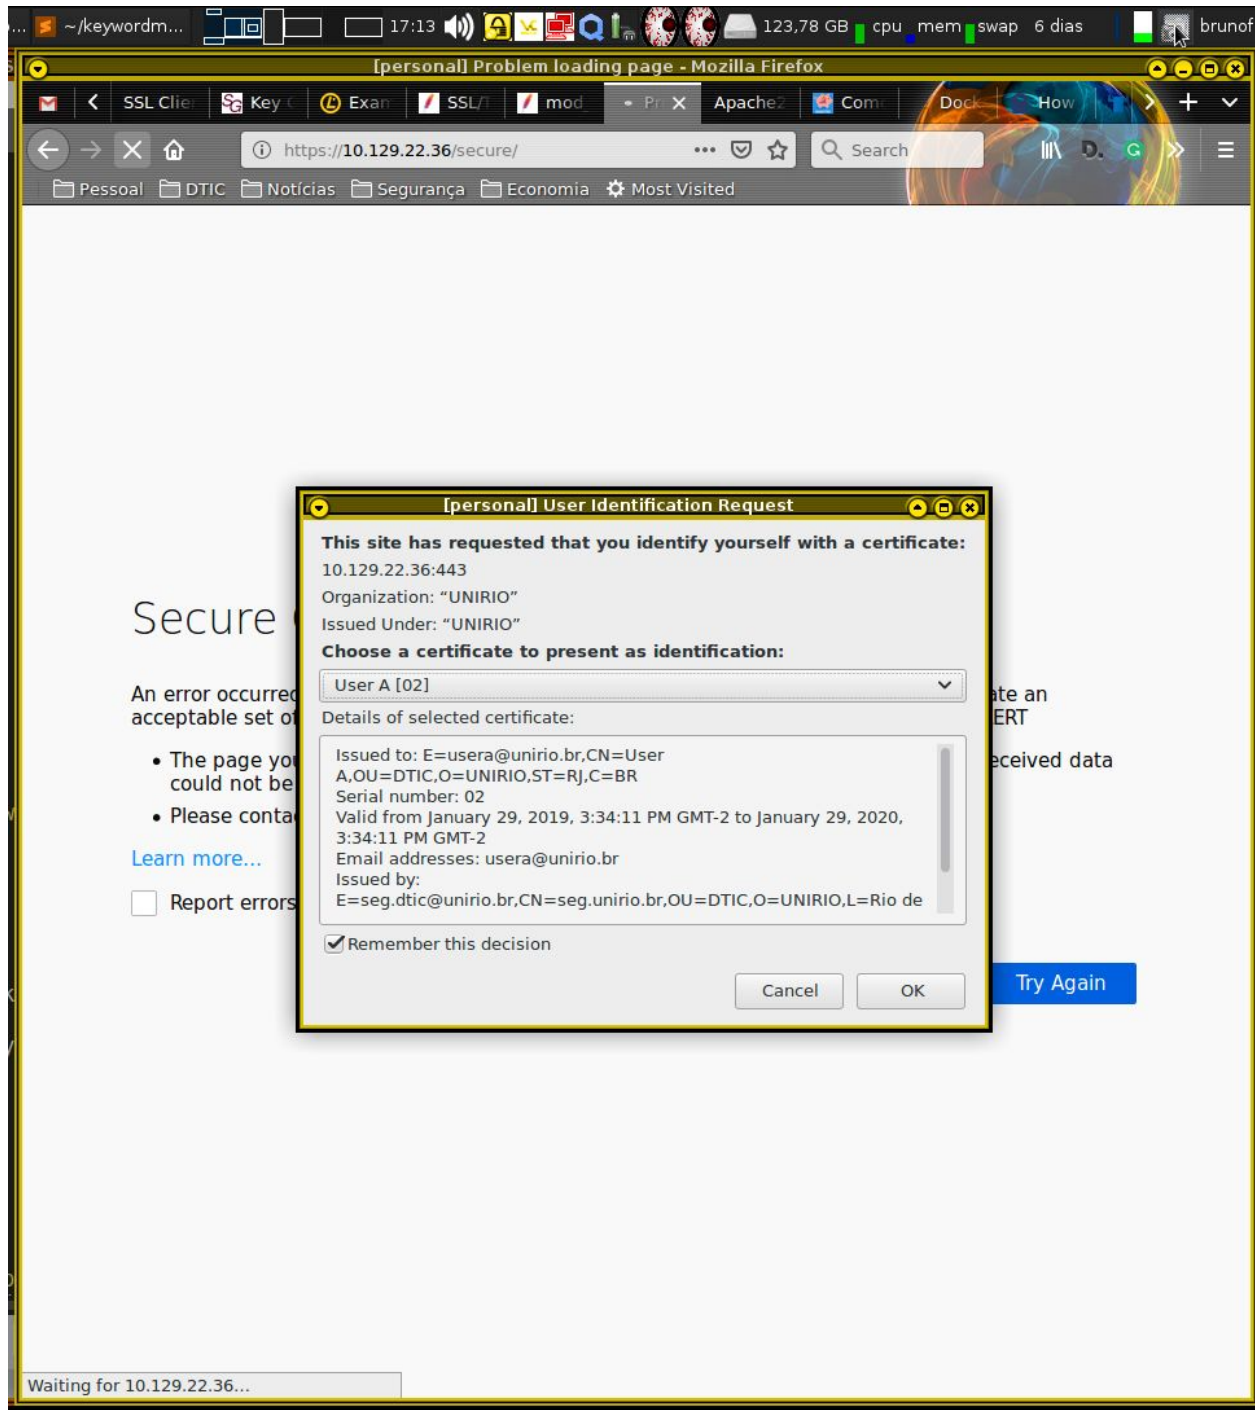 ~/keywordm... 17:13 123,78 GB cpu mem swap 6 dias brunof
[personal] Problem loading page - Mozilla Firefox
SSL Clie Key Exam SSL/ mod_ Pr Apache2 Com Dock How
https://10.129.22.36/secure/ Search
Pessoal DTIC Notícias Segurança Economia Most Visited
[personal] User Identification Request
This site has requested that you identify yourself with a certificate:
10.129.22.36:443
Organization: “UNIRIO”
Issued Under: “UNIRIO”
Choose a certificate to present as identification:
User A [02]
Details of selected certificate:
Issued to: E=usera@unirio.br,CN=User
A,OU=DTIC,O=UNIRIO,ST=RJ,C=BR
Serial number: 02
Valid from January 29, 2019, 3:34:11 PM GMT-2 to January 29, 2020,
3:34:11 PM GMT-2
Email addresses: usera@unirio.br
Issued by:
E=seg.dtic@unirio.br,CN=seg.unirio.br,OU=DTIC,O=UNIRIO,L=Rio de
Remember this decision
Cancel OK
Secure
An error occurred ate an
acceptable set of ERT
• The page you eceived data
could not be
• Please conta
Learn more...
Report errors
Try Again
Waiting for 10.129.22.36...